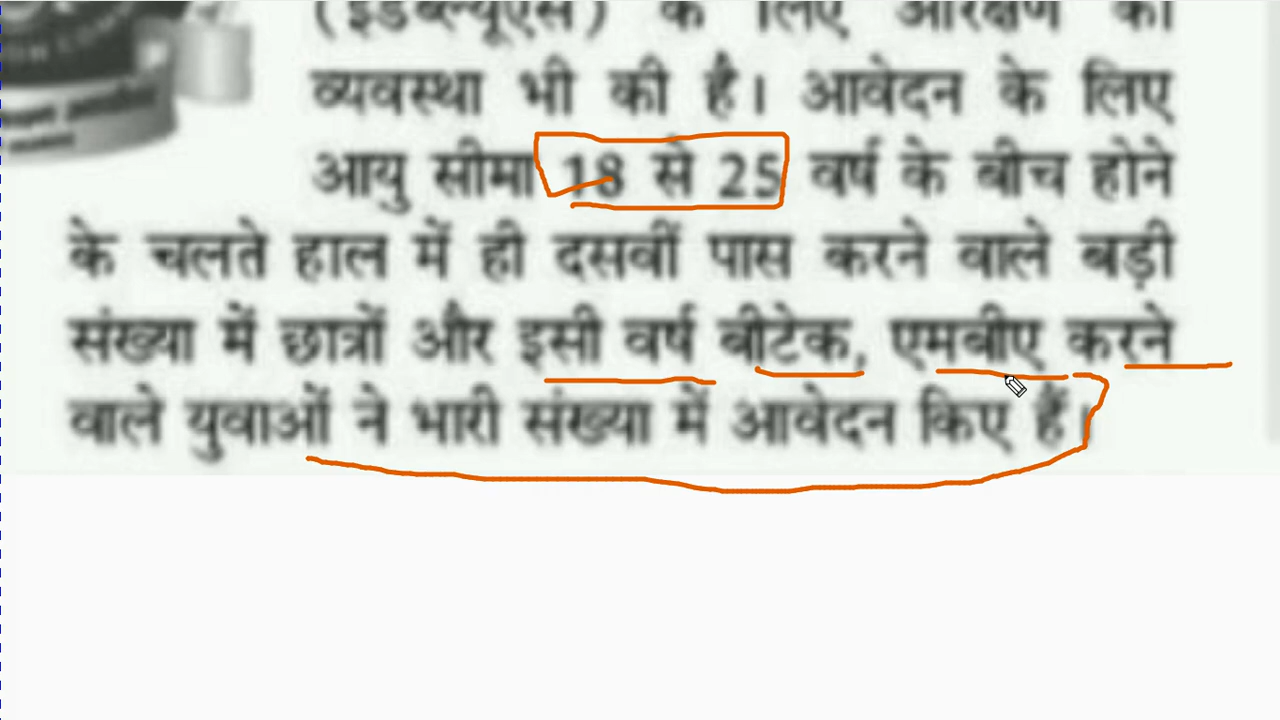 (ईडब्ल्यूएस) के लिए आरक्षण की
व्यवस्था भी की है। आवेदन के लिए
आयु सीमा 18 से 25 वर्ष के बीच होने
के चलते हाल में ही दसवीं पास करने वाले बड़ी
संख्या में छात्रों और इसी वर्ष बीटेक, एमबीए करने
वाले युवाओं ने भारी संख्या में आवेदन किए हैं।